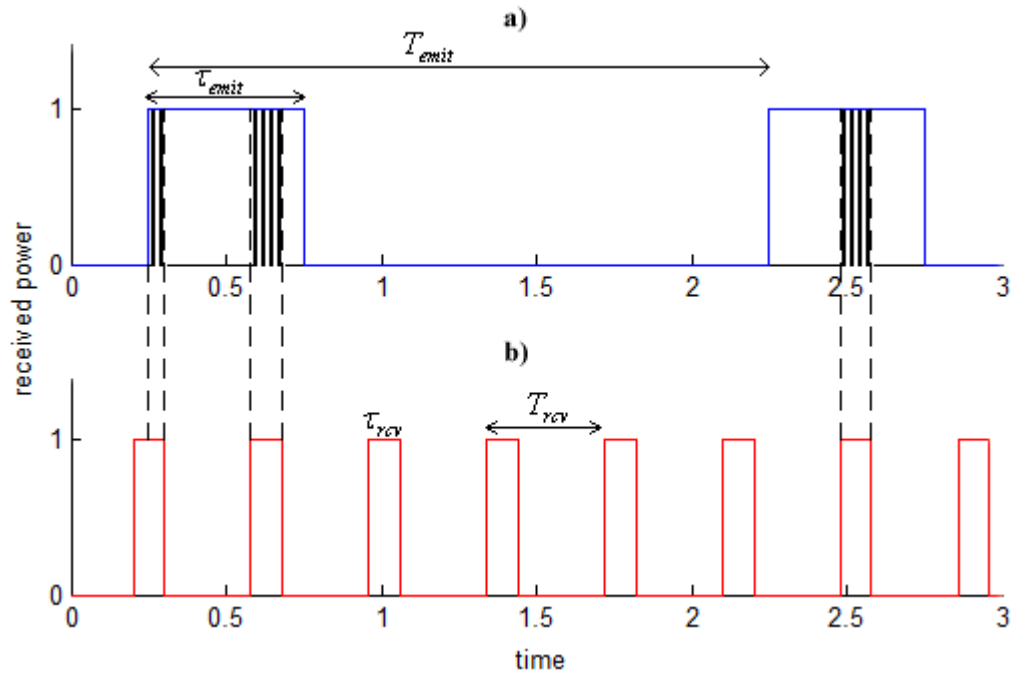 a)
T_emit
τ_emit
1
0
0 0.5 1 1.5 2 2.5 3
received power
b)
τ_rcv T_rcv
1
0
0 0.5 1 1.5 2 2.5 3
time